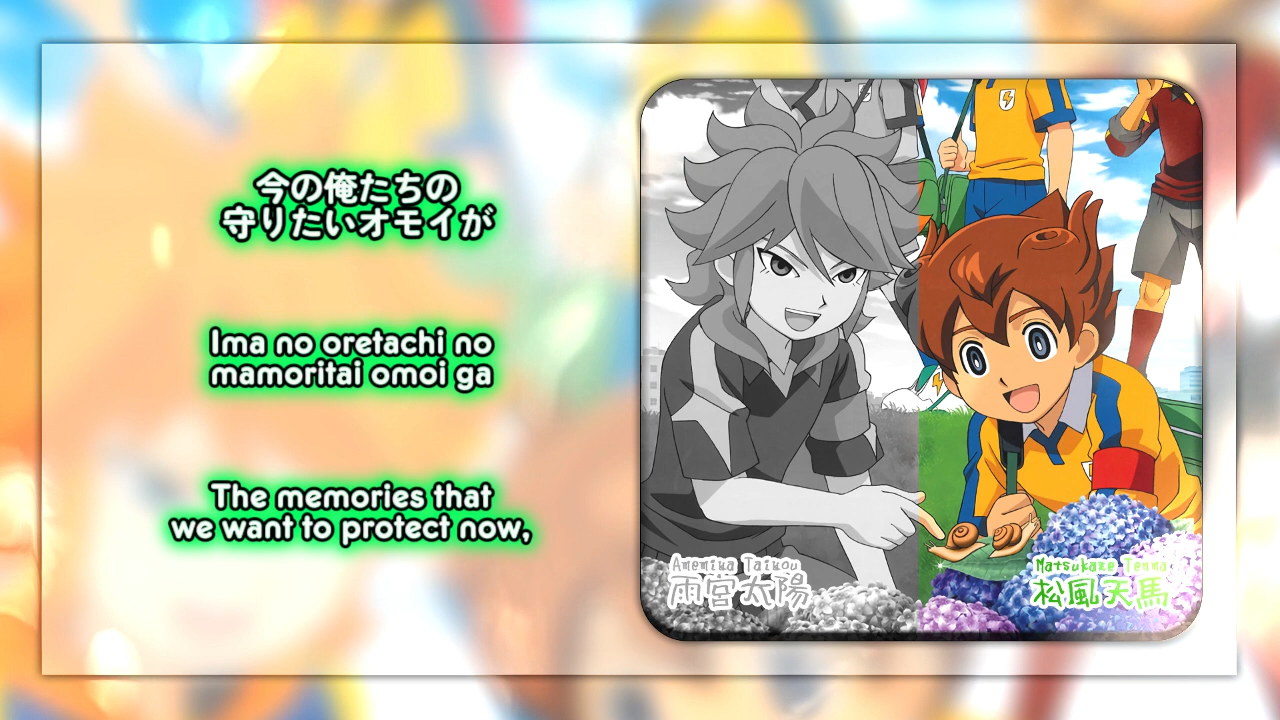 今の俺たちの
守りたいオモイが
Ima no oretachi no
mamoritai omoi ga
The memories that
we want to protect now,
Amemiya Taiyou
雨宮太陽
Matsukaze Tenma
松風天馬